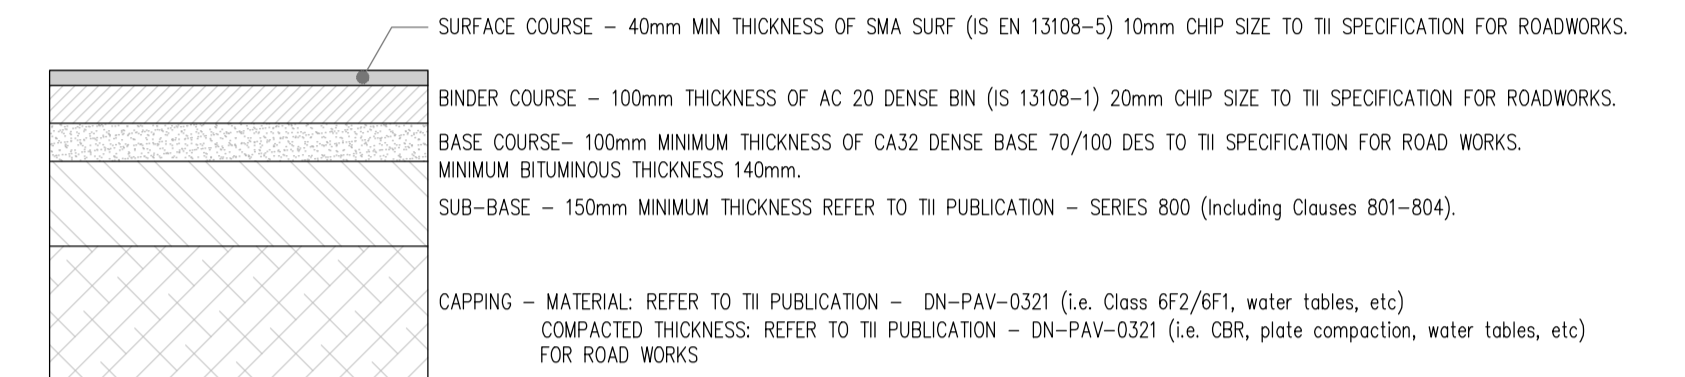 SURFACE COURSE - 40mm MIN THICKNESS OF SMA SURF (IS EN 13108-5) 10mm CHIP SIZE TO TII SPECIFICATION FOR ROADWORKS.
BINDER COURSE - 100mm THICKNESS OF AC 20 DENSE BIN (IS 13108-1) 20mm CHIP SIZE TO TII SPECIFICATION FOR ROADWORKS.
BASE COURSE- 100mm MINIMUM THICKNESS OF CA32 DENSE BASE 70/100 DES TO TII SPECIFICATION FOR ROAD WORKS.
MINIMUM BITUMINOUS THICKNESS 140mm.
SUB-BASE - 150mm MINIMUM THICKNESS REFER TO TII PUBLICATION - SERIES 800 (Including Clauses 801-804).
CAPPING - MATERIAL: REFER TO TII PUBLICATION - DN-PAV-0321 (i.e. Class 6F2/6F1, water tables, etc)
COMPACTED THICKNESS: REFER TO TII PUBLICATION - DN-PAV-0321 (i.e. CBR, plate compaction, water tables, etc)
FOR ROAD WORKS